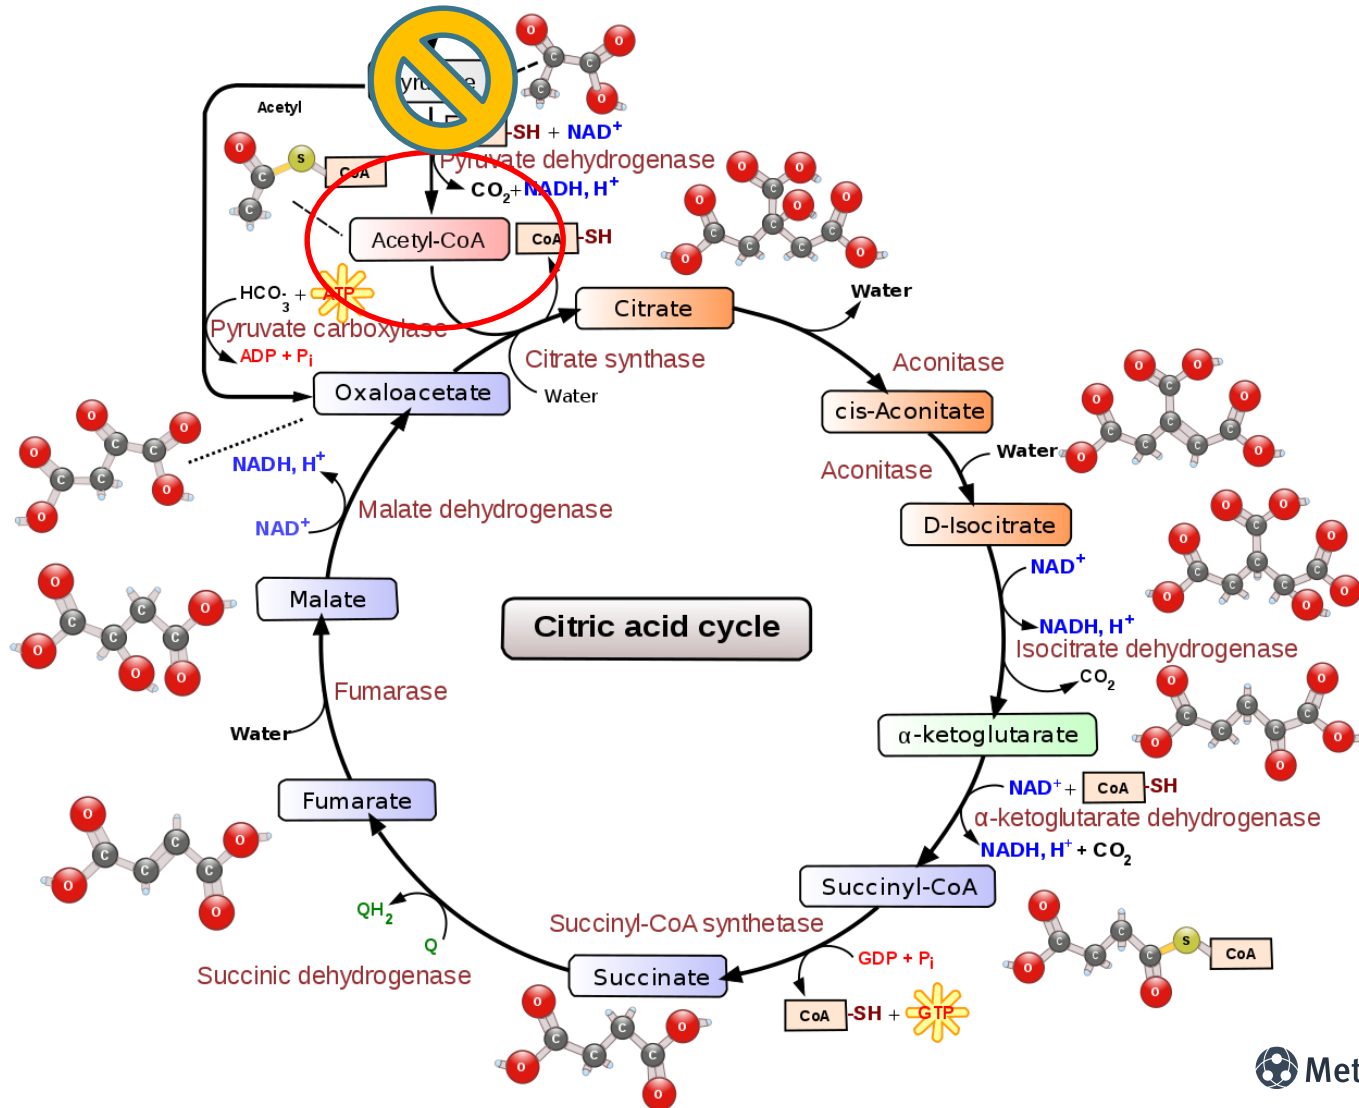 Acetyl
-SH + NAD+
Pyruvate dehydrogenase
CO2+NADH, H+
CoA
Acetyl-CoA
CoA -SH
HCO3- + ATP
Pyruvate carboxylase
ADP + Pi
Citrate
Water
Citrate synthase
Water
Aconitase
Oxaloacetate
cis-Aconitate
Water
Aconitase
NADH, H+
Malate dehydrogenase
NAD+
D-Isocitrate
NAD+
NADH, H+
Isocitrate dehydrogenase
CO2
Malate
Citric acid cycle
Fumarase
Water
α-ketoglutarate
NAD+ + CoA -SH
α-ketoglutarate dehydrogenase
NADH, H+ + CO2
Fumarate
Succinyl-CoA
QH2
Q
Succinic dehydrogenase
Succinyl-CoA synthetase
GDP + Pi
CoA -SH + GTP
Succinate
S CoA
Met